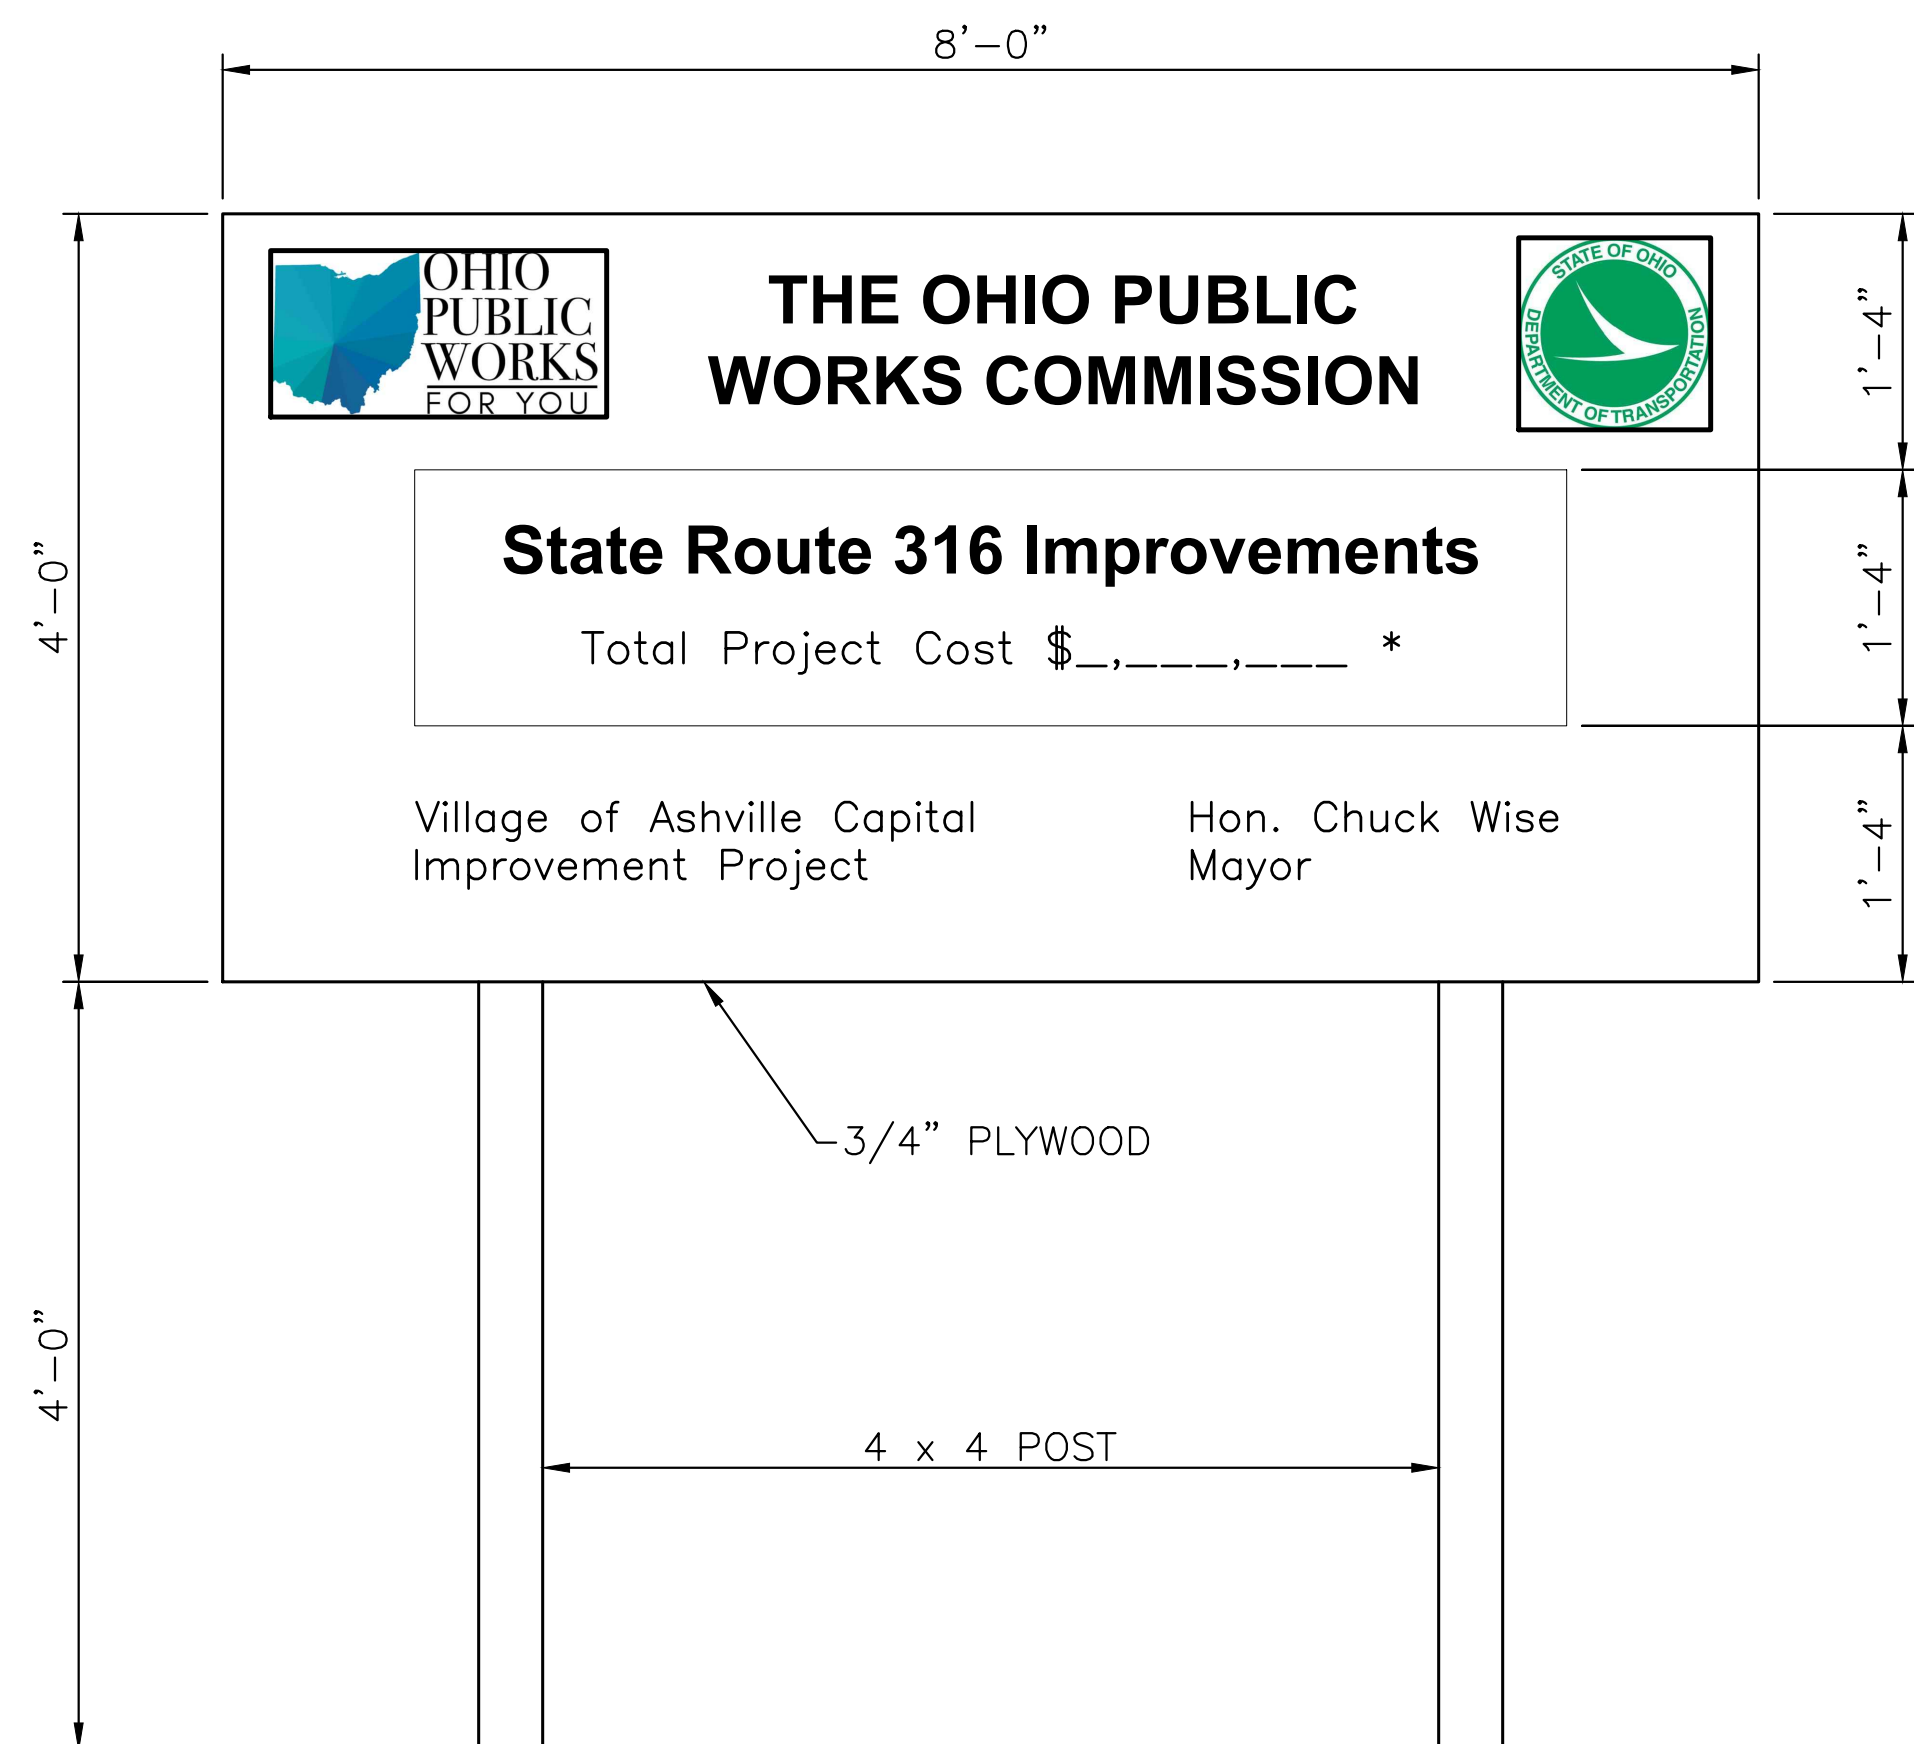 8'-0"
OHIO
PUBLIC
WORKS
FOR YOU
THE OHIO PUBLIC
WORKS COMMISSION
STATE OF OHIO
DEPARTMENT OF TRANSPORTATION
1'-4"
4'-0"
State Route 316 Improvements
Total Project Cost $_,___,___ *
1'-4"
Village of Ashville Capital
Improvement Project
Hon. Chuck Wise
Mayor
1'-4"
3/4" PLYWOOD
4'-0"
4 x 4 POST